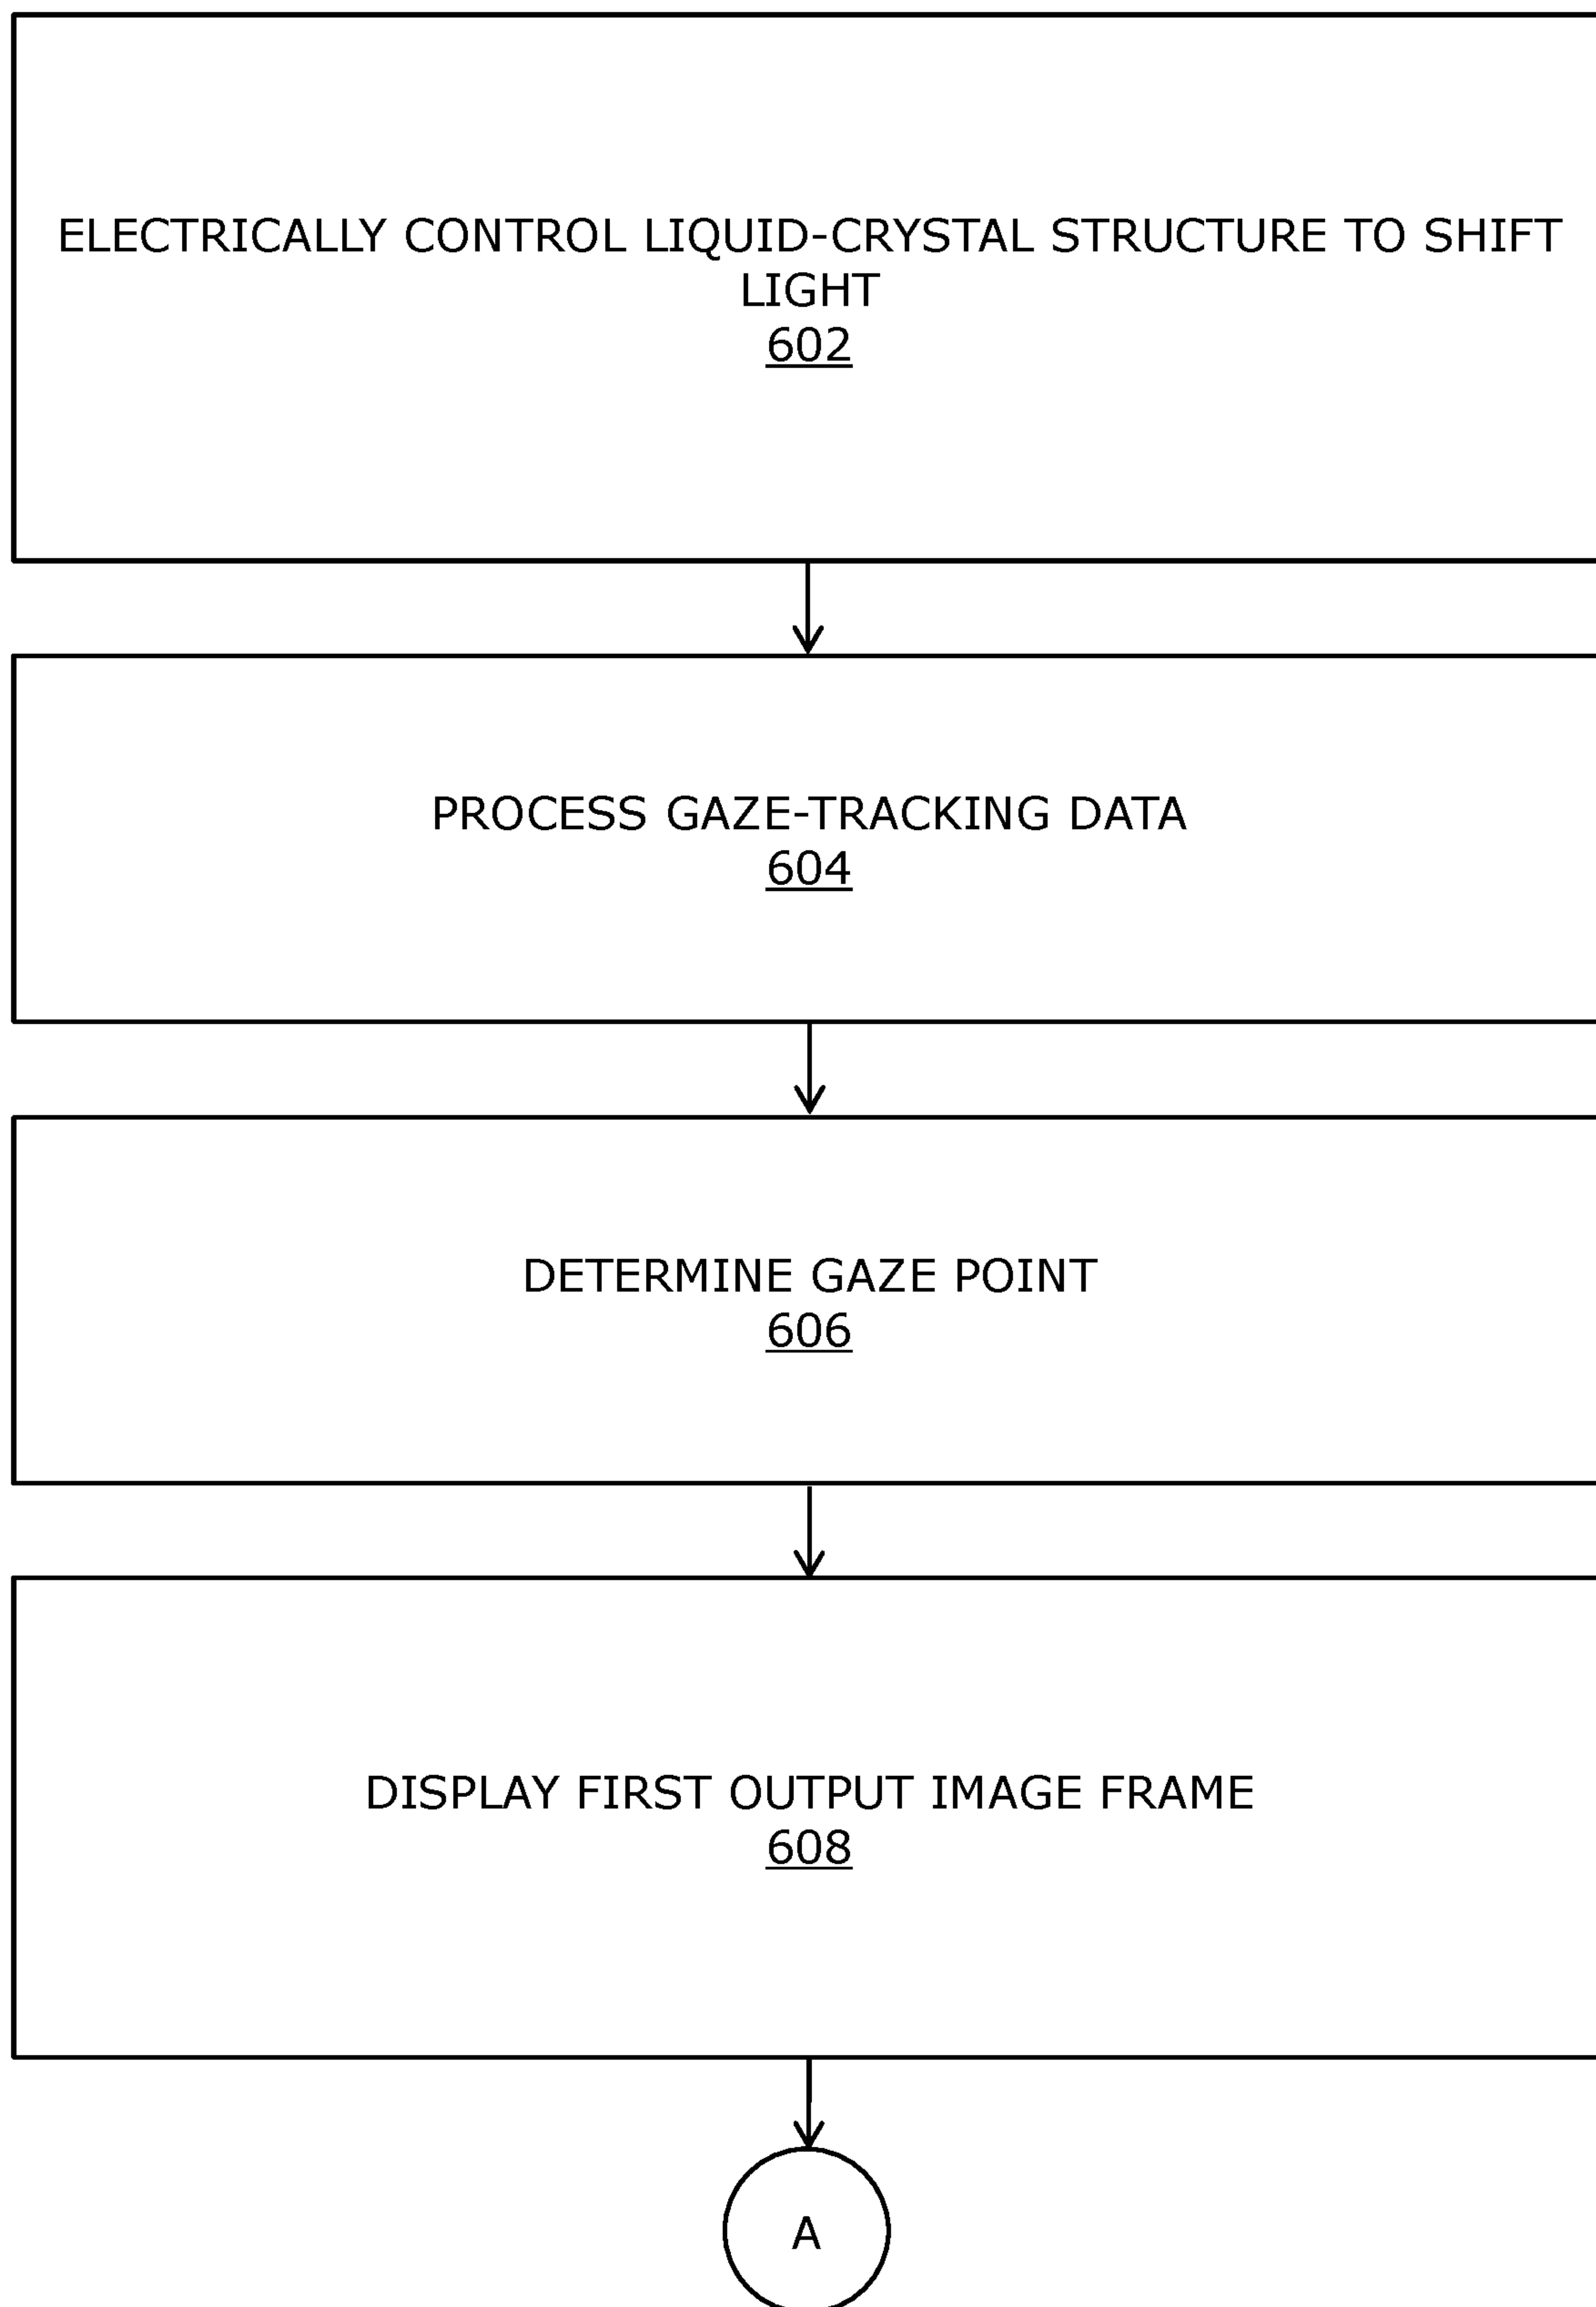 ELECTRICALLY CONTROL LIQUID-CRYSTAL STRUCTURE TO SHIFT
LIGHT
602
PROCESS GAZE-TRACKING DATA
604
DETERMINE GAZE POINT
606
DISPLAY FIRST OUTPUT IMAGE FRAME
608
A